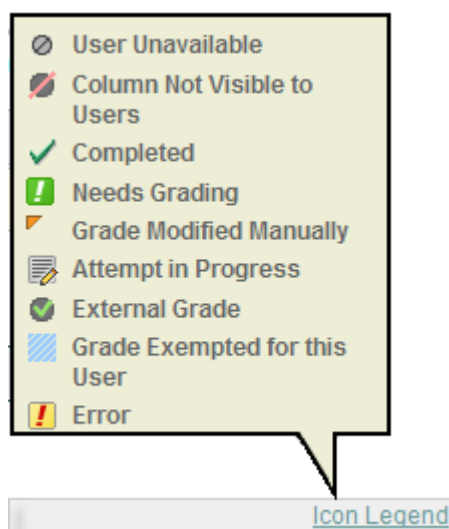 User Unavailable
Column Not Visible to
Users
Completed
Needs Grading
Grade Modified Manually
Attempt in Progress
External Grade
Grade Exempted for this
User
Error
Icon Legend